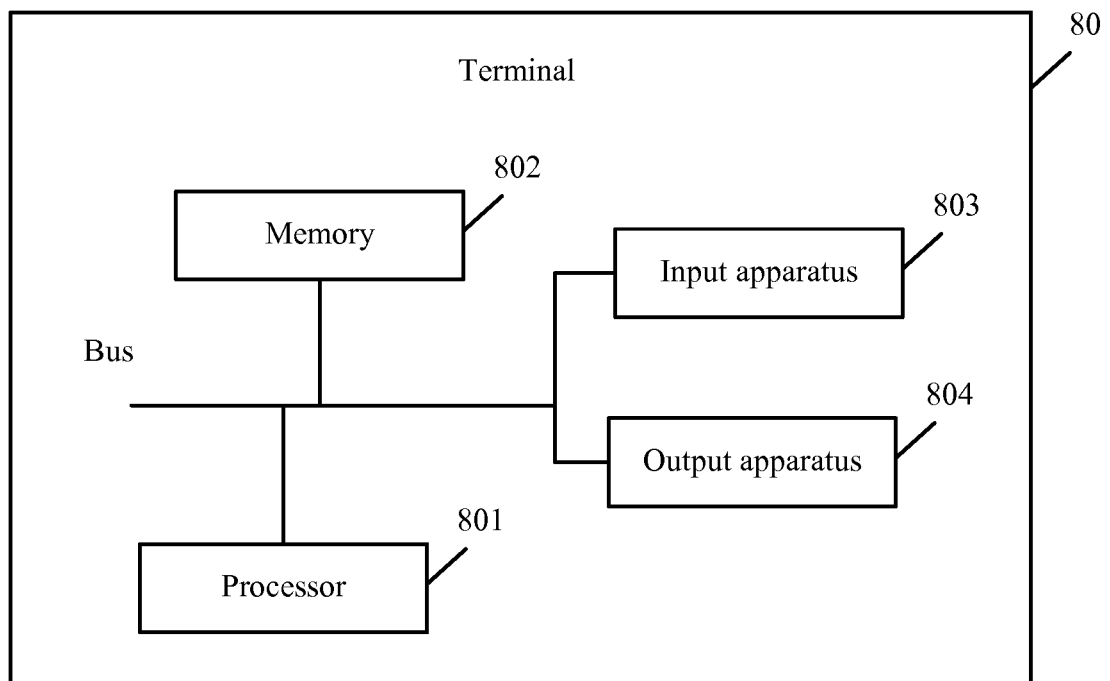 80
Terminal
802
Memory
803
Input apparatus
Bus
804
Output apparatus
801
Processor